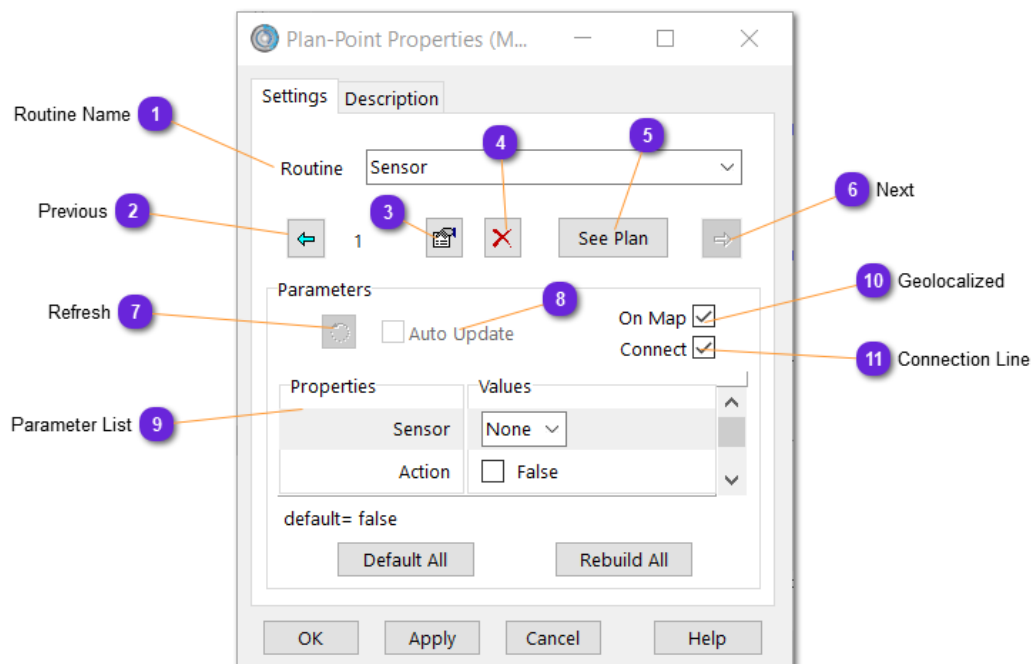 Plan-Point Properties (M...
Settings Description
Routine Name 1
4
5
Routine Sensor
6 Next
Previous 2
3
1
See Plan
Parameters
8
10 Geolocalized
Refresh 7
Auto Update
On Map
Connect
11 Connection Line
Properties Values
Parameter List 9
Sensor None
Action False
default= false
Default All Rebuild All
OK Apply Cancel Help